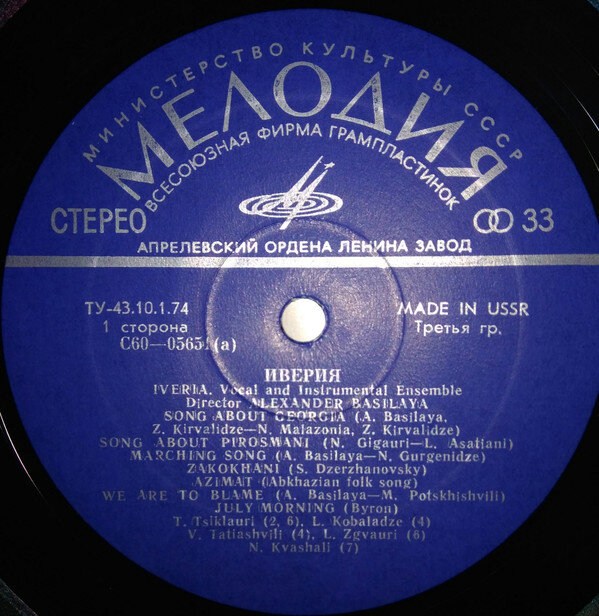 МИНИСТЕРСТВО КУЛЬТУРЫ СССР
МЕЛОДИЯ
ВСЕСОЮЗНАЯ ФИРМА ГРАМПЛАСТИНОК
СТЕРЕО 33
АПРЕЛЕВСКИЙ ОРДЕНА ЛЕНИНА ЗАВОД
ТУ-43.10.1.74 MADE IN USSR
1 сторона Третья гр.
С60—05651(а)
ИВЕРИЯ
IVERIA, Vocal and Instrumental Ensemble
Director ALEXANDER BASILAYA
SONG ABOUT GEORGIA (A. Basilaya,
Z. Kirvalidze—N. Malazonia, Z. Kirvalidze)
SONG ABOUT PIROSMANI (N. Gigauri—L. Asatiani)
MARCHING SONG (A. Basilaya—N. Gurgenidze)
ZAKOKHANI (S. Dzerzhanovsky)
AZIMAT (Abkhazian folk song)
WE ARE TO BLAME (A. Basilaya—M. Potskhishvili)
JULY MORNING (Byron)
T. Tsiklauri (2, 6), L. Kobaladze (4)
V. Tatiashvili (4), L. Zgvauri (6)
N. Kvashali (7)